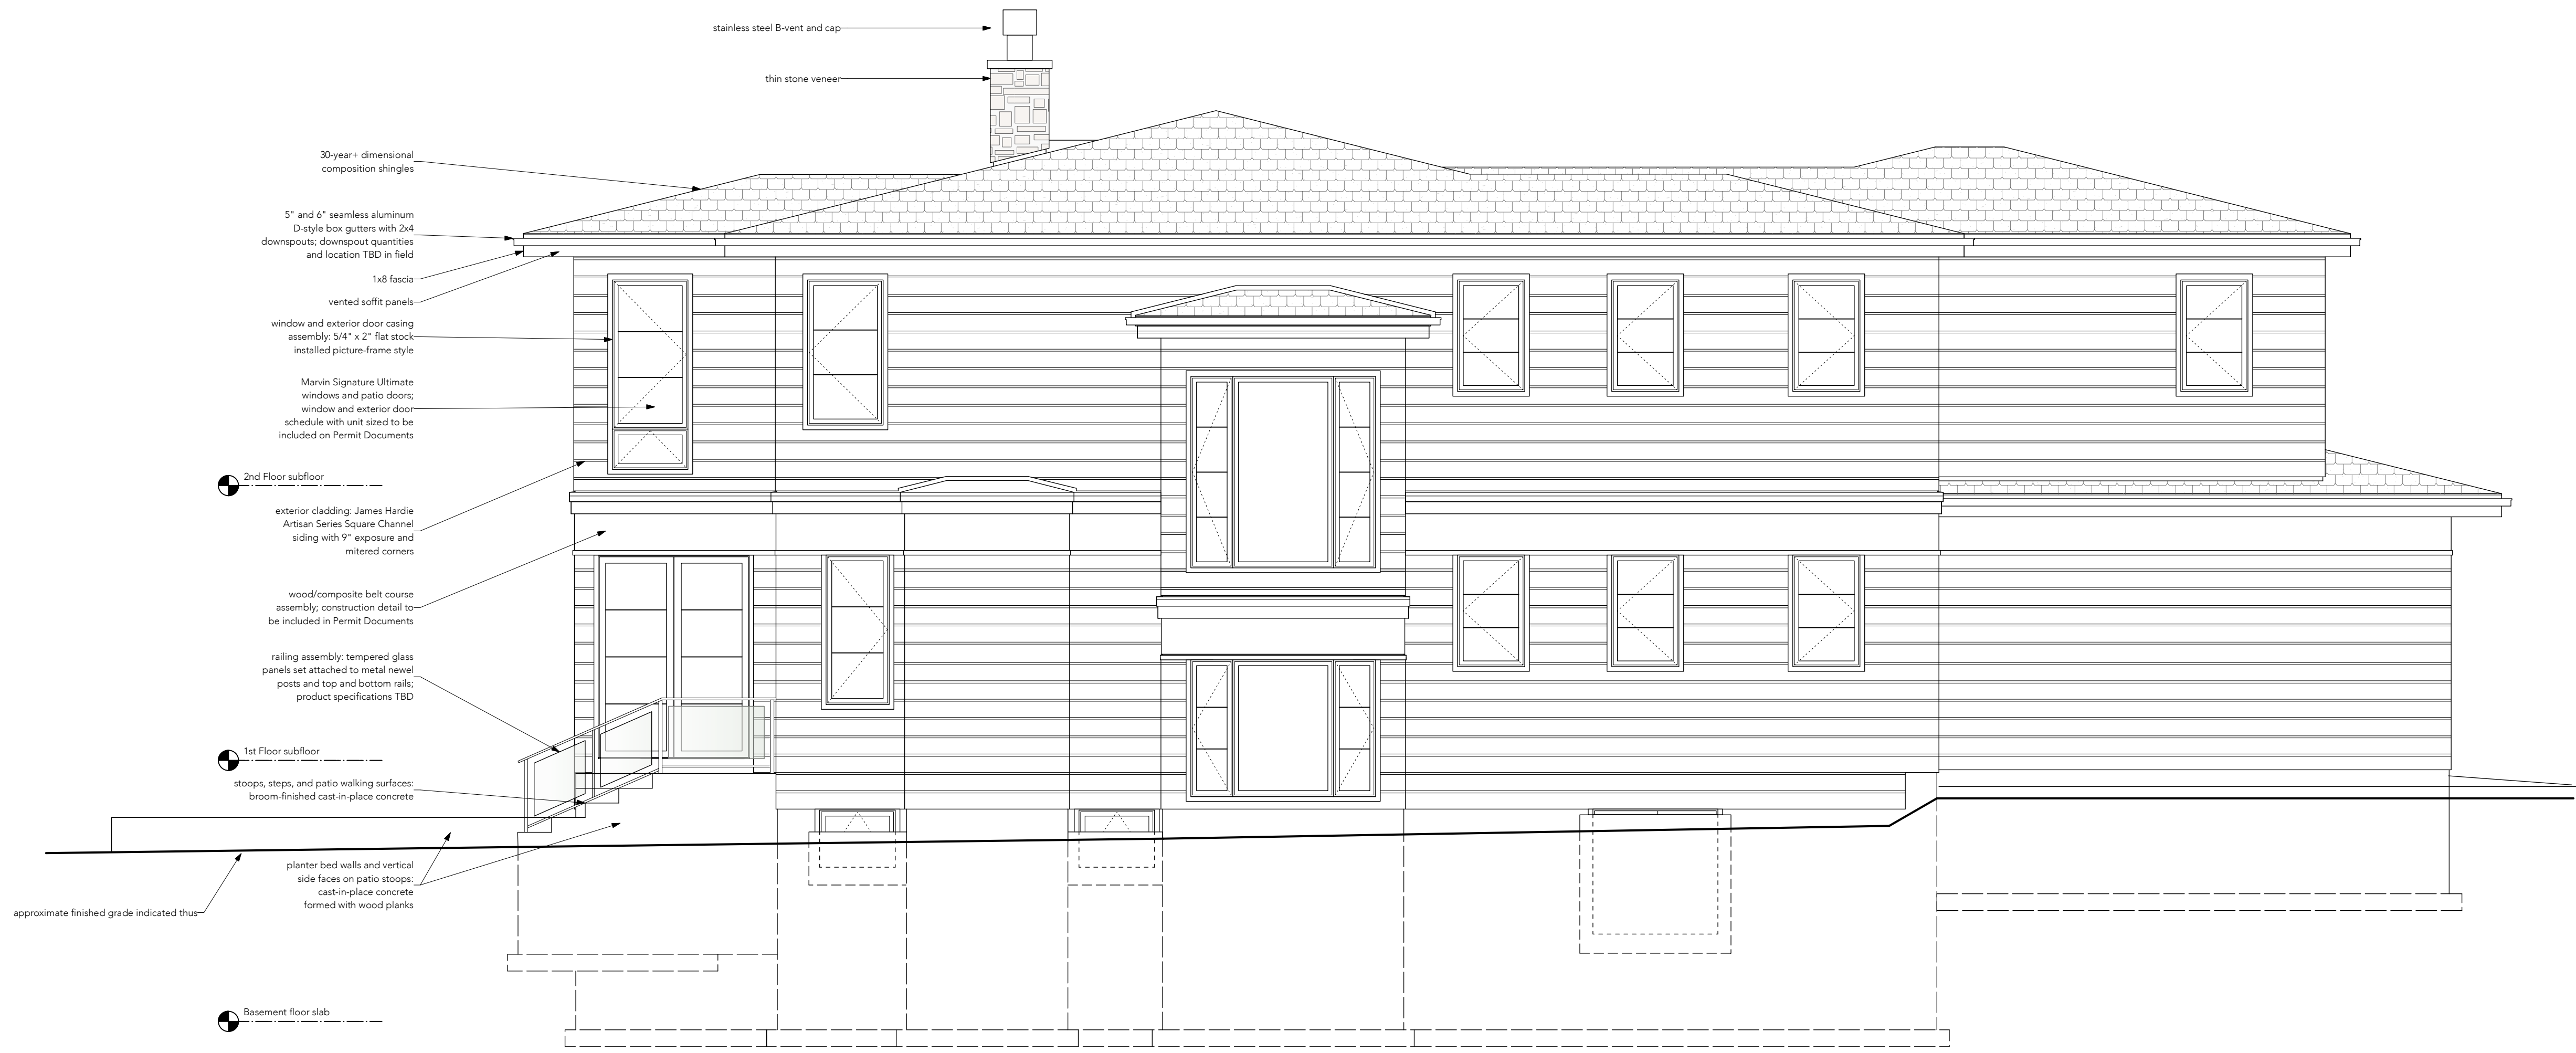 stainless steel B-vent and cap
thin stone veneer
30-year+ dimensional
composition shingles
5" and 6" seamless aluminum
D-style box gutters with 2x4
downspouts; downspout quantities
and location TBD in field
1x8 fascia
vented soffit panels
window and exterior door casing
assembly: 5/4" x 2" flat stock
installed picture-frame style
Marvin Signature Ultimate
windows and patio doors;
window and exterior door
schedule with unit sized to be
included on Permit Documents
2nd Floor subfloor
exterior cladding: James Hardie
Artisan Series Square Channel
siding with 9" exposure and
mitered corners
wood/composite belt course
assembly; construction detail to
be included in Permit Documents
railing assembly: tempered glass
panels set attached to metal newel
posts and top and bottom rails;
product specifications TBD
1st Floor subfloor
stoops, steps, and patio walking surfaces:
broom-finished cast-in-place concrete
planter bed walls and vertical
side faces on patio stoops:
cast-in-place concrete
formed with wood planks
approximate finished grade indicated thus
Basement floor slab